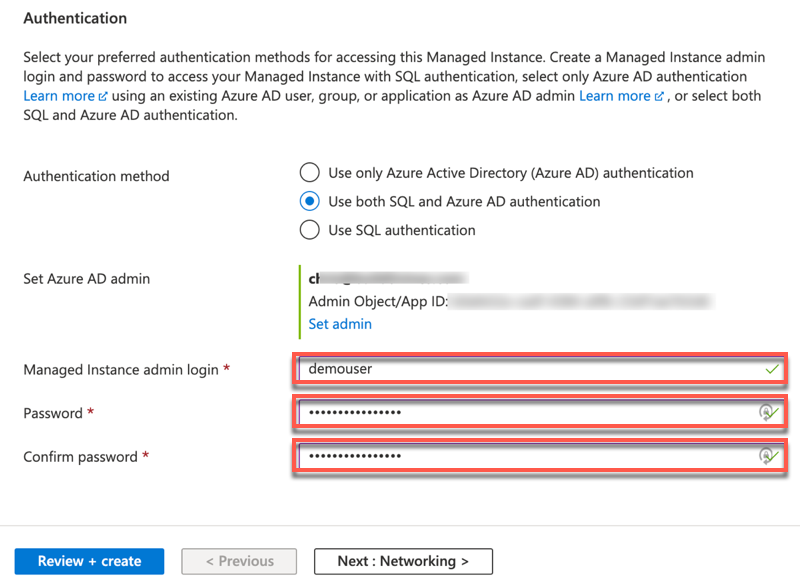 Authentication
Select your preferred authentication methods for accessing this Managed Instance. Create a Managed Instance admin
login and password to access your Managed Instance with SQL authentication, select only Azure AD authentication
Learn more using an existing Azure AD user, group, or application as Azure AD admin Learn more , or select both
SQL and Azure AD authentication.
Authentication method
Use only Azure Active Directory (Azure AD) authentication
Use both SQL and Azure AD authentication
Use SQL authentication
Set Azure AD admin
Admin Object/App ID:
Set admin
Managed Instance admin login *
demouser
Password *
••••••••••••••••
Confirm password *
••••••••••••••••
Review + create
< Previous
Next : Networking >